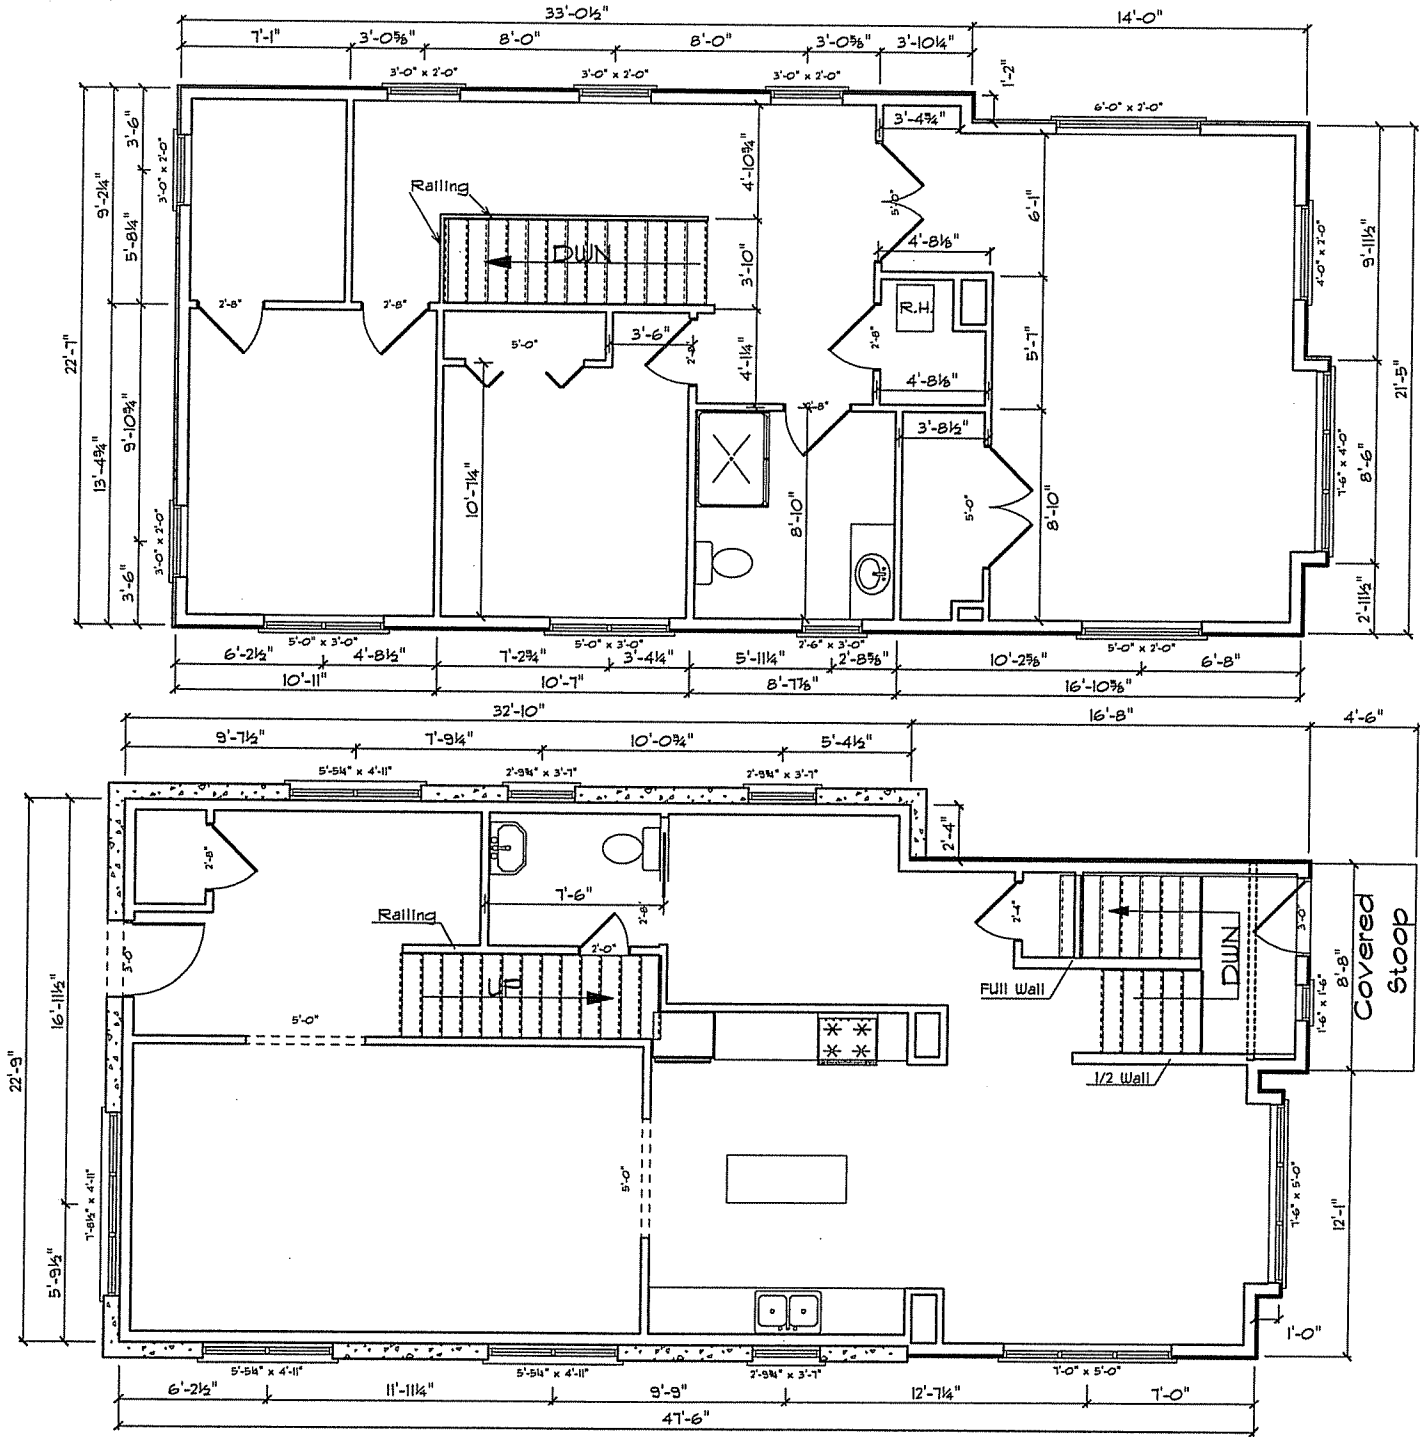 33'-0½" 14'-0"
7'-1" 3'-0⅝" 8'-0" 8'-0" 3'-0⅝" 3'-10¼"
1'-2"
3'-0" x 2'-0" 3'-0" x 2'-0" 3'-0" x 2'-0"
6'-0" x 2'-0"
3'-4¾"
22'-7"
9'-2¼"
13'-4¾"
3'-6"
5'-8¼"
9'-10¾"
3'-6"
3'-0" x 2'-0"
3'-0" x 2'-0"
Railing
DWN
4'-10¾"
3'-10"
4'-1¼"
5'-0"
4'-8⅛"
6'-1"
5'-7"
8'-10"
R.H.
2'-8"
4'-8⅛"
2'-8" 2'-8"
5'-0"
3'-6"
2'-8"
2'-8"
3'-8½"
10'-7¼"
8'-10"
5'-0"
4'-0" x 2'-0"
7'-6" x 4'-0"
9'-11½"
8'-6"
2'-11½"
21'-5"
5'-0" x 3'-0" 5'-0" x 3'-0" 2'-6" x 3'-0" 5'-0" x 2'-0"
6'-2½" 4'-8½" 7'-2¾" 3'-4¼" 5'-11¼" 2'-8⅝" 10'-2⅝" 6'-8"
10'-11" 10'-7" 8'-7⅛" 16'-10⅝"
32'-10" 16'-8" 4'-6"
9'-7½" 7'-9¼" 10'-0¾" 5'-4½"
5'-5¼" x 4'-11" 2'-9¾" x 3'-7" 2'-9¾" x 3'-7"
2'-4"
22'-9"
16'-11½"
5'-9½"
2'-8"
3'-0"
Railing
7'-6"
2'-8"
2'-0"
UP
5'-0"
2'-4"
DWN
3'-0"
Full Wall
1/2 Wall
1'-6" x 1'-6"
8'-8"
Covered
Stoop
7'-8½" x 4'-11"
5'-0"
7'-6" x 5'-0"
12'-1"
1'-0"
5'-5¼" x 4'-11" 5'-5¼" x 4'-11" 2'-9¾" x 3'-7" 7'-0" x 5'-0"
6'-2½" 11'-11¼" 9'-9" 12'-7¼" 7'-0"
47'-6"